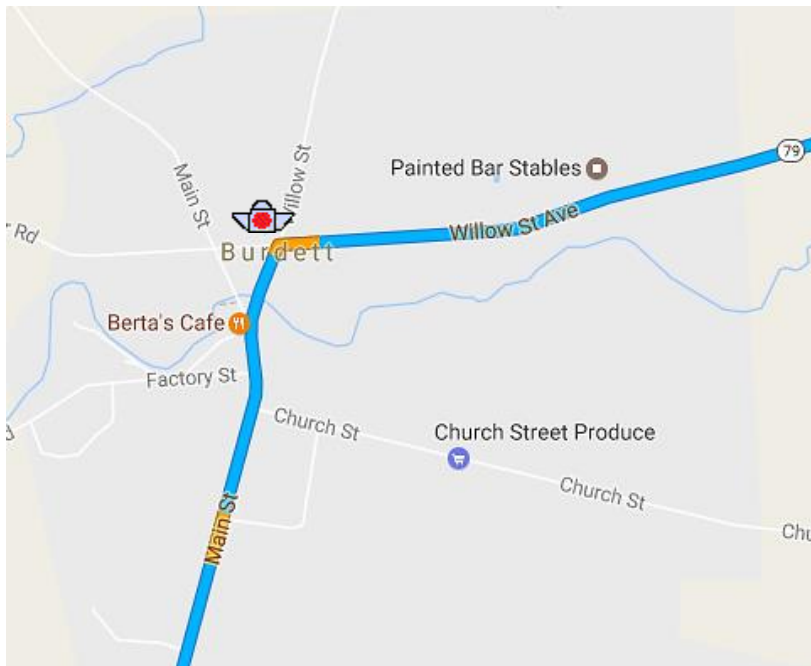 Main St
Willow St
Painted Bar Stables
79
Rd
Burdett
Willow St Ave
Berta's Cafe
Factory St
Church St
Church Street Produce
Church St
Main St